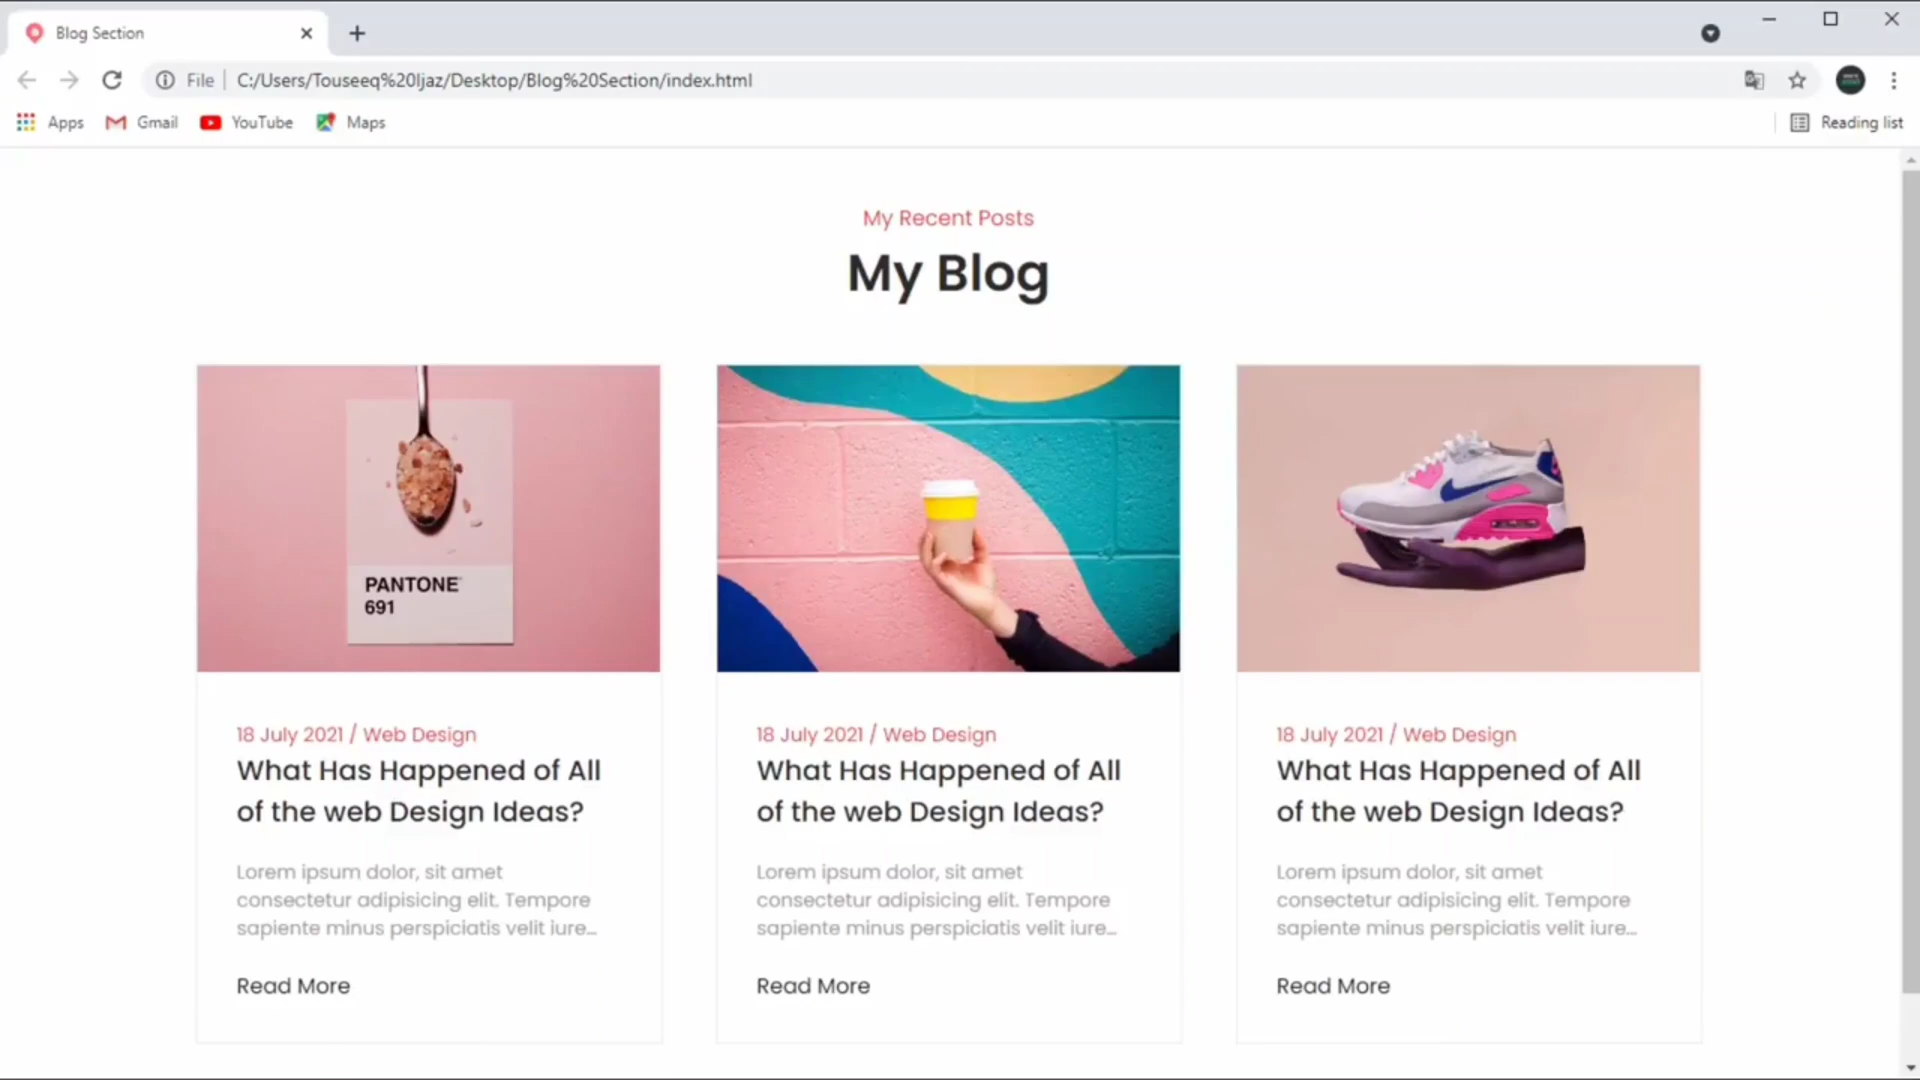 Blog Section
File
C:/Users/Touseeq%20Ijaz/Desktop/Blog%20Section/index.html
Apps
Gmail
YouTube
Maps
Reading list
My Recent Posts
My Blog
PANTONE
691
18 July 2021 / Web Design
What Has Happened of All
of the web Design Ideas?
Lorem ipsum dolor, sit amet
consectetur adipisicing elit. Tempore
sapiente minus perspiciatis velit iure...
Read More
18 July 2021 / Web Design
What Has Happened of All
of the web Design Ideas?
Lorem ipsum dolor, sit amet
consectetur adipisicing elit. Tempore
sapiente minus perspiciatis velit iure...
Read More
18 July 2021 / Web Design
What Has Happened of All
of the web Design Ideas?
Lorem ipsum dolor, sit amet
consectetur adipisicing elit. Tempore
sapiente minus perspiciatis velit iure...
Read More